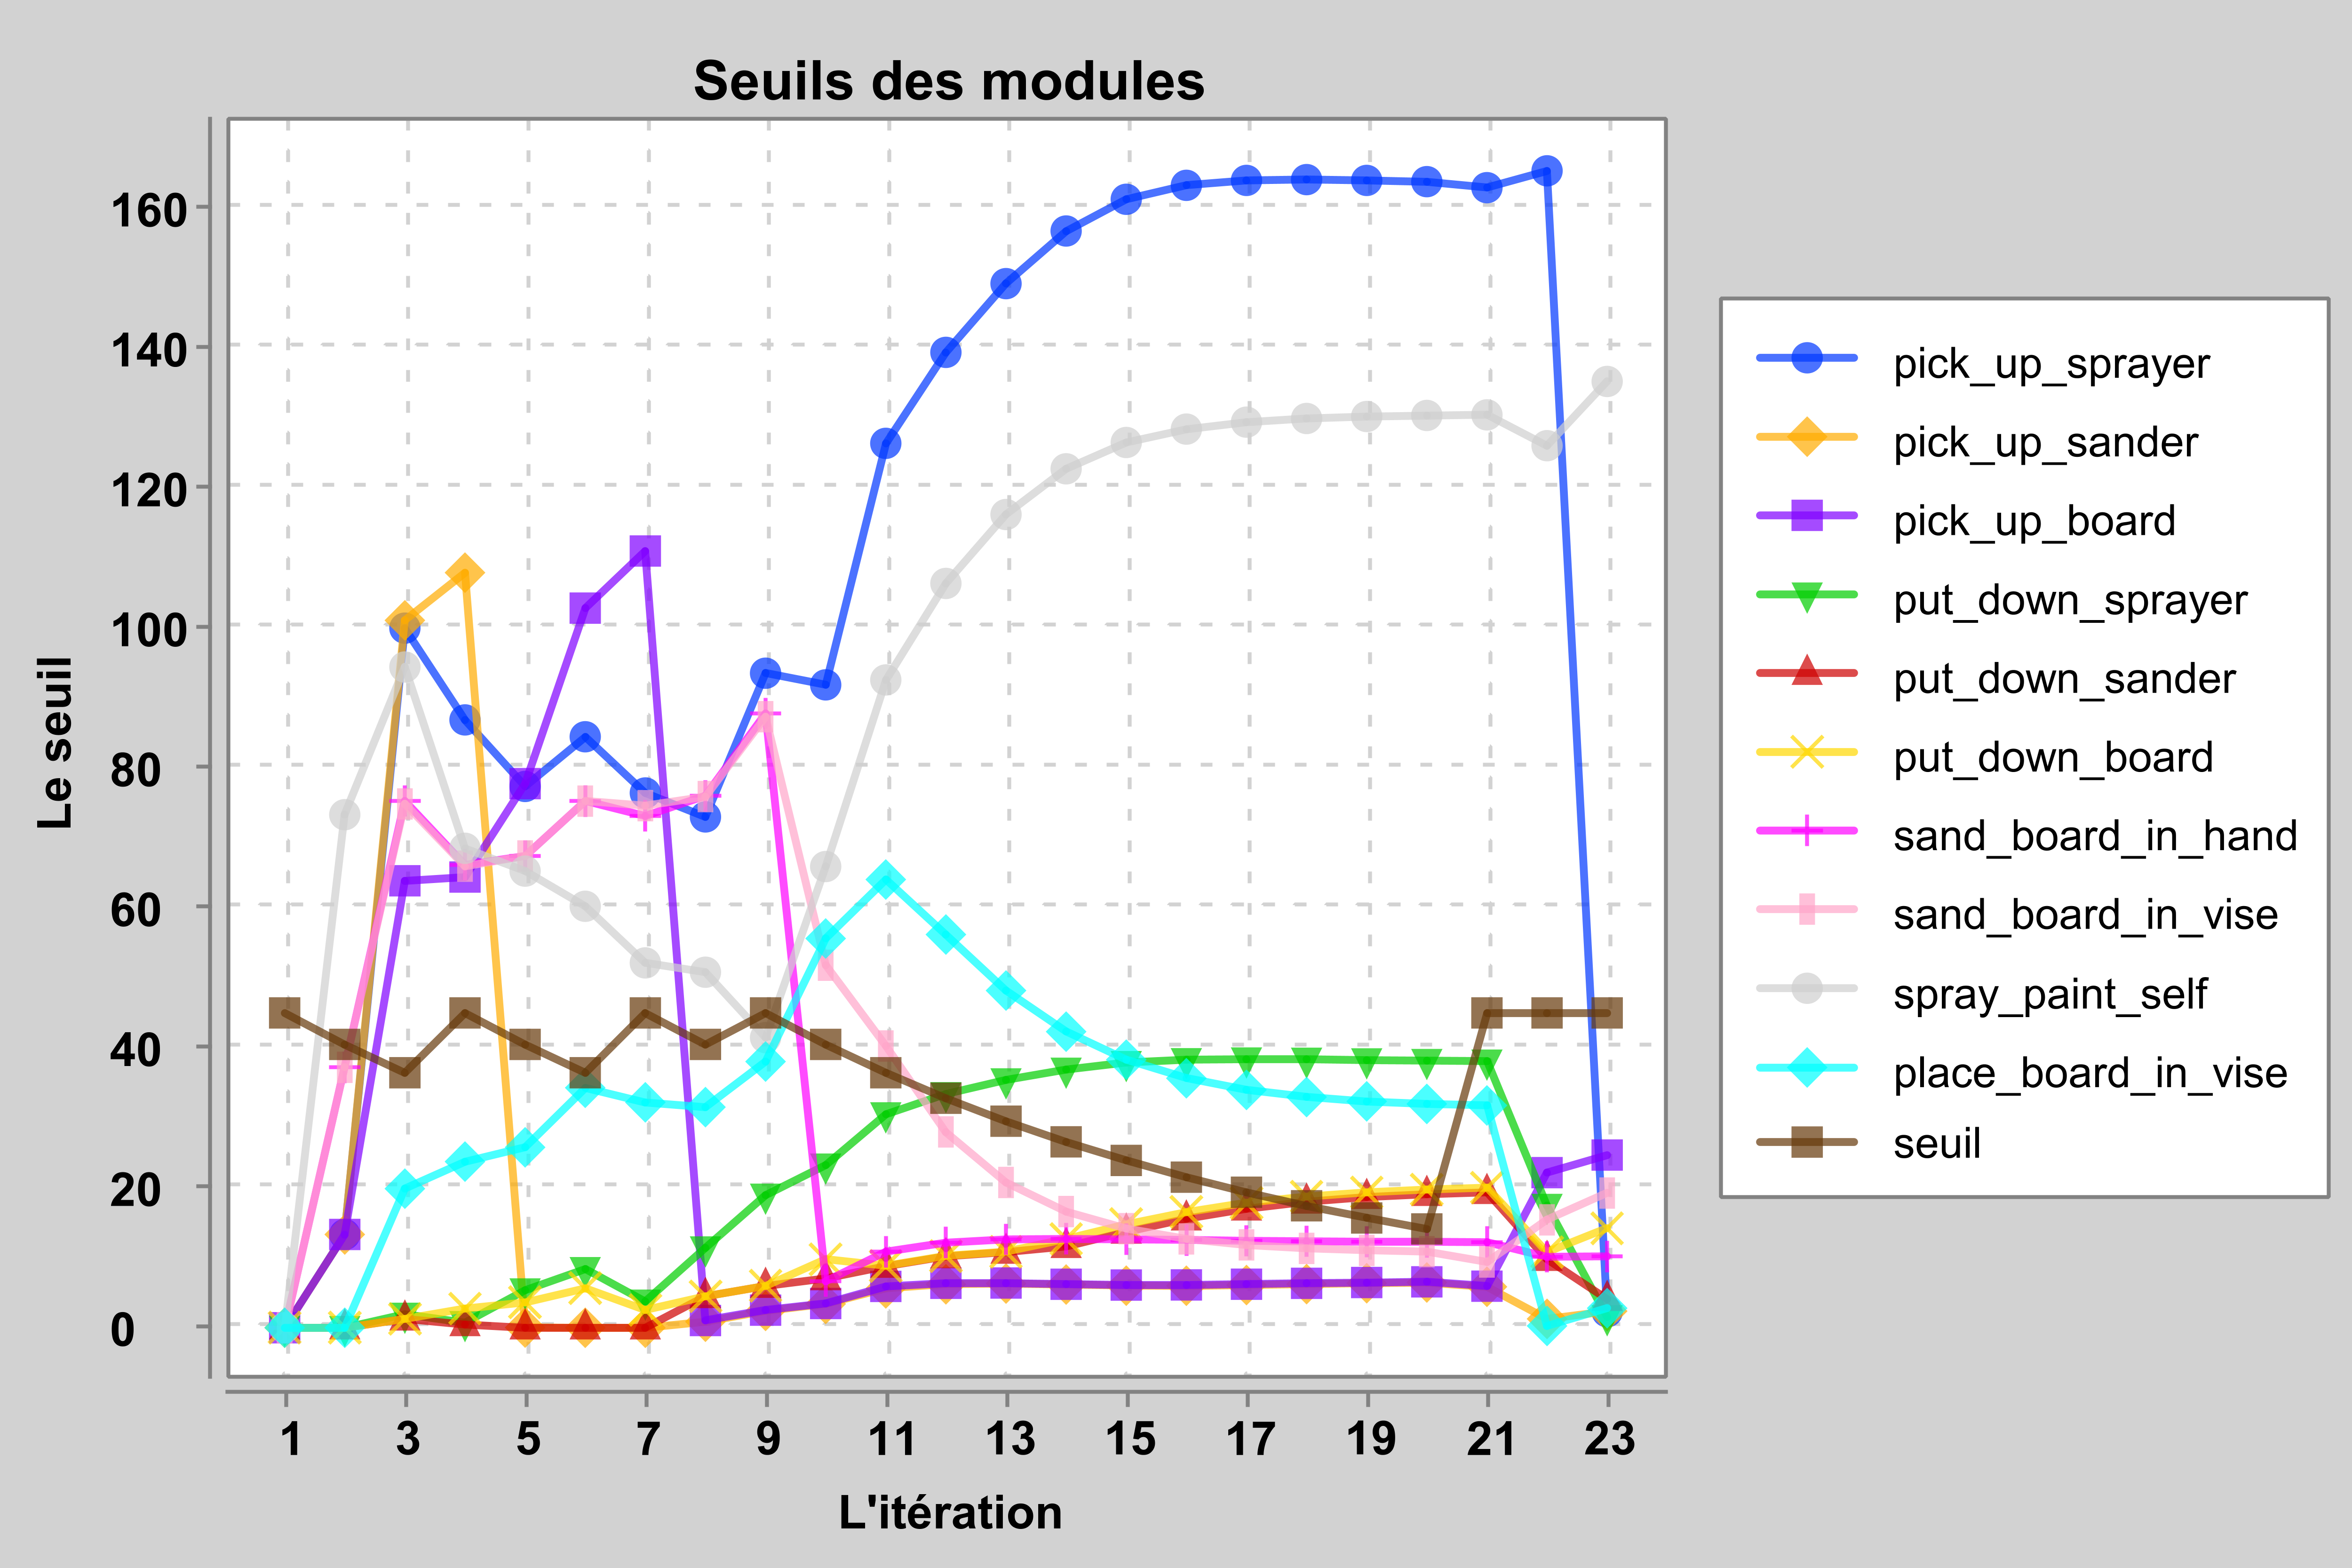 Seuils des modules
160
140
120
100
80
60
40
20
0
Le seuil
1 3 5 7 9 11 13 15 17 19 21 23
L'itération
pick_up_sprayer
pick_up_sander
pick_up_board
put_down_sprayer
put_down_sander
put_down_board
sand_board_in_hand
sand_board_in_vise
spray_paint_self
place_board_in_vise
seuil